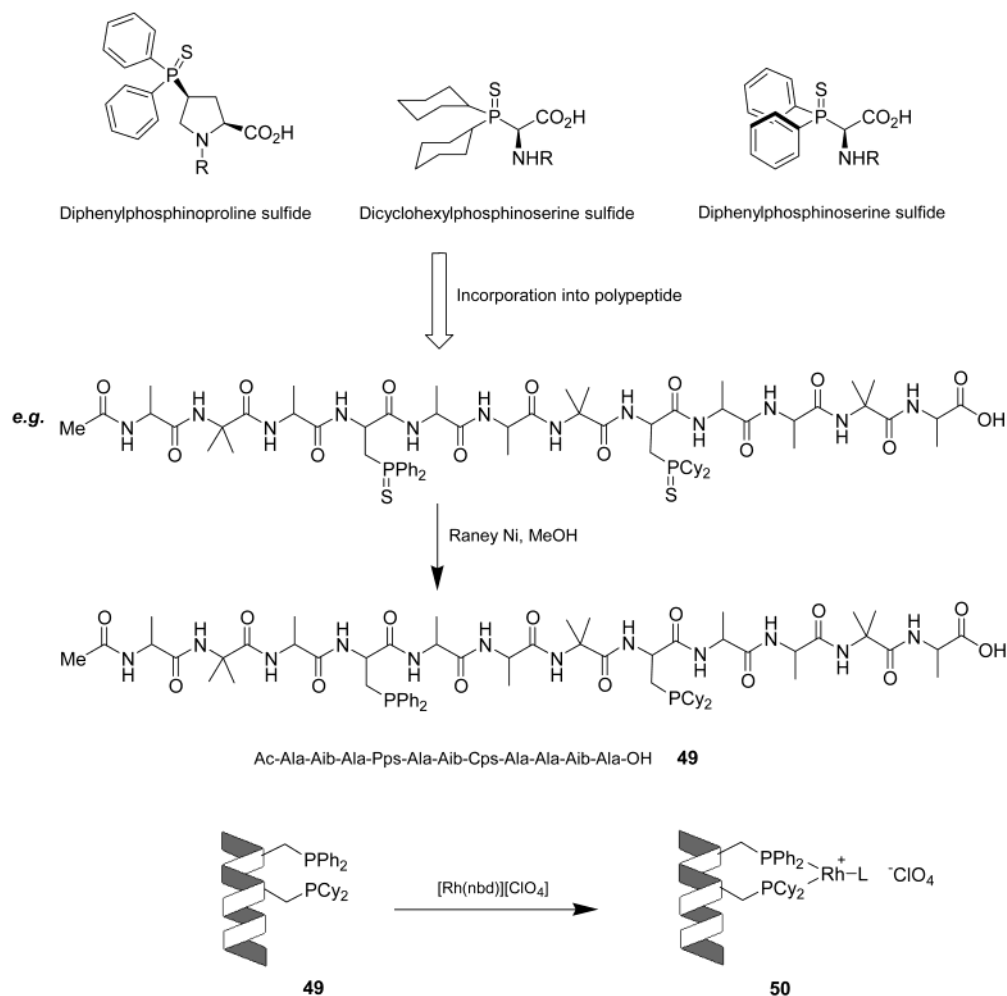 S
P
N
R
CO2H
S
P
CO2H
NHR
S
P
CO2H
NHR
Diphenylphosphinoproline sulfide
Dicyclohexylphosphinoserine sulfide
Diphenylphosphinoserine sulfide
Incorporation into polypeptide
e.g.
O H O H O H O H O H O H O
N N N N N N
Me N N N N N N OH
H H H H H H
O O O O O O
PPh2 PCy2
S S
Raney Ni, MeOH
O H O H O H O H O H O H O
N N N N N N
Me N N N N N N OH
H H H H H H
O O O O O O
PPh2 PCy2
Ac-Ala-Aib-Ala-Pps-Ala-Aib-Cps-Ala-Ala-Aib-Ala-OH 49
PPh2
PCy2
[Rh(nbd)][ClO4]
PPh2
+
Rh-L
PCy2
-ClO4
49
50